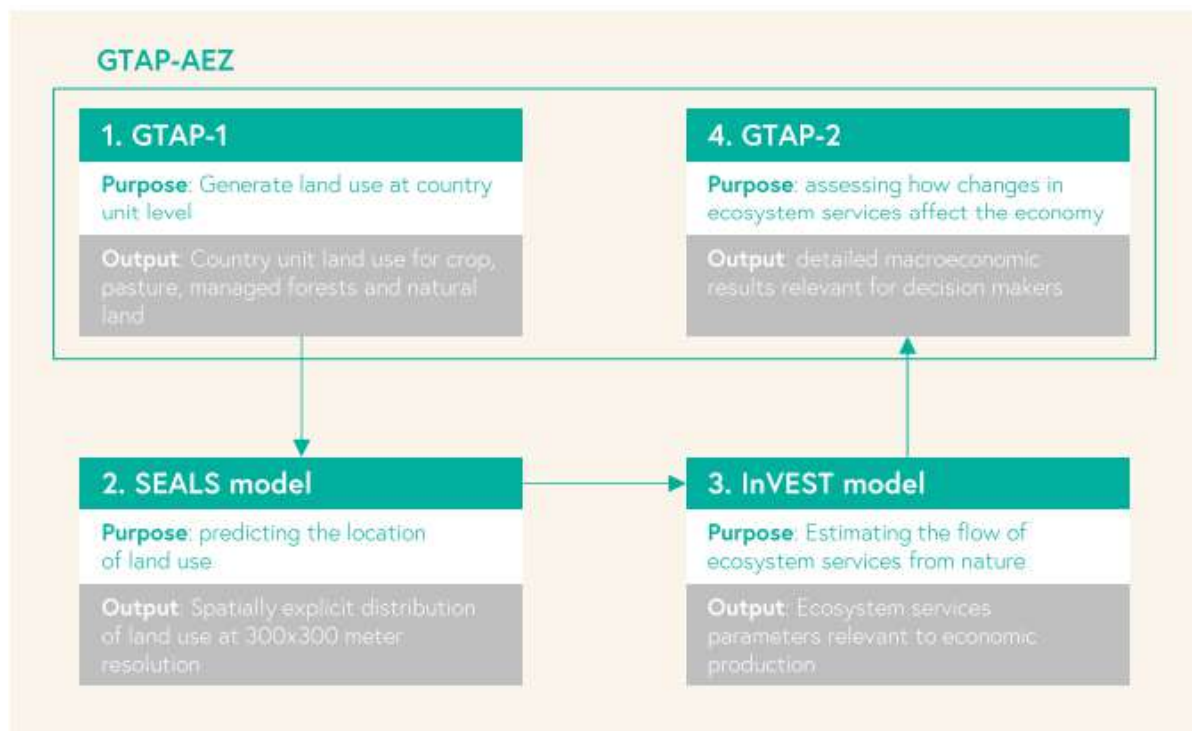 GTAP-AEZ
1. GTAP-1
Purpose: Generate land use at country
unit level
Output: Country unit land use for crop,
pasture, managed forests and natural
land
4. GTAP-2
Purpose: assessing how changes in
ecosystem services affect the economy
Output: detailed macroeconomic
results relevant for decision makers
2. SEALS model
Purpose: predicting the location
of land use
Output: Spatially explicit distribution
of land use at 300x300 meter
resolution
3. InVEST model
Purpose: Estimating the flow of
ecosystem services from nature
Output: Ecosystem services
parameters relevant to economic
production